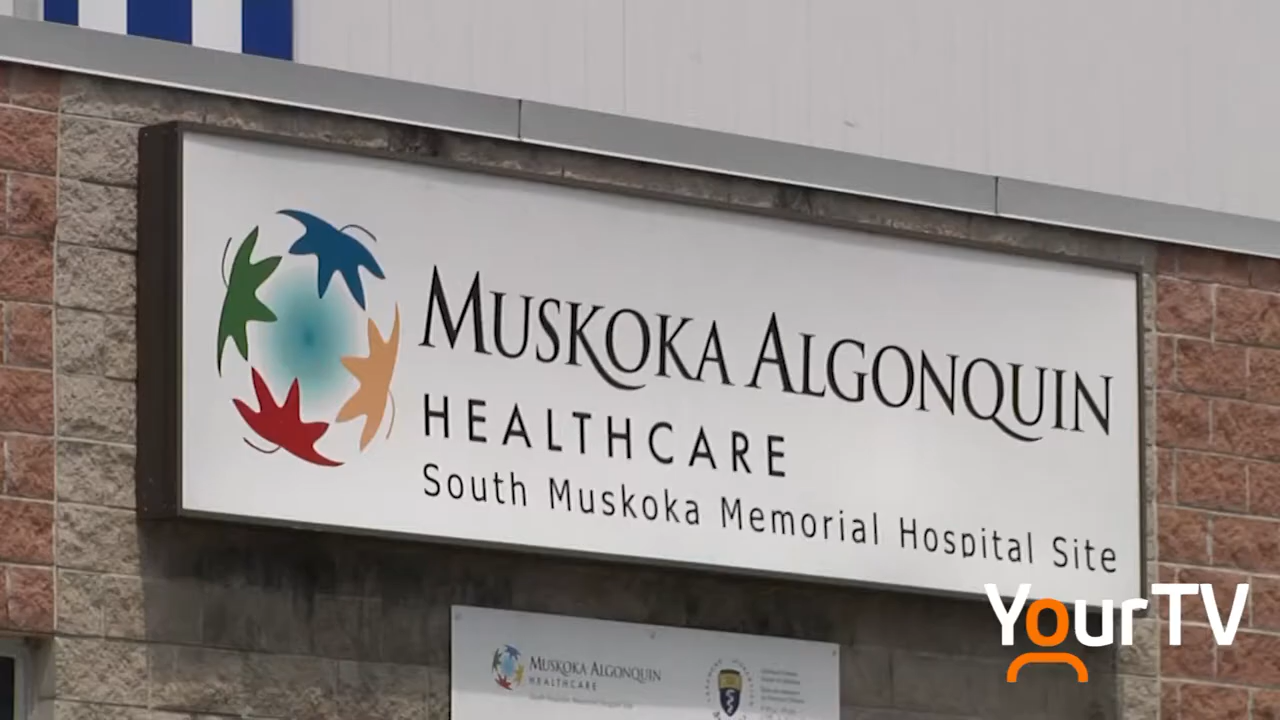 MUSKOKA ALGONQUIN
HEALTHCARE
South Muskoka Memorial Hospital Site
YourTV
MUSKOKA ALGONQUIN
HEALTHCARE